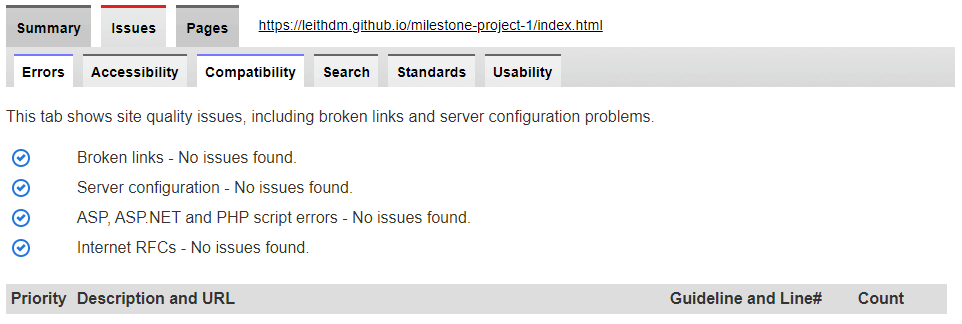 Summary Issues Pages https://leithdm.github.io/milestone-project-1/index.html
Errors Accessibility Compatibility Search Standards Usability
This tab shows site quality issues, including broken links and server configuration problems.
Broken links - No issues found.
Server configuration - No issues found.
ASP, ASP.NET and PHP script errors - No issues found.
Internet RFCs - No issues found.
Priority Description and URL Guideline and Line# Count